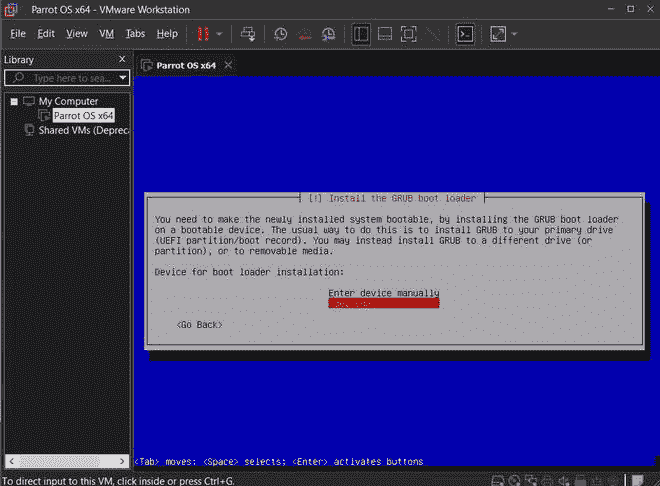 Parrot OS x64 - VMware Workstation
File Edit View VM Tabs Help
Library
Type here to sea...
My Computer
Parrot OS x64
Shared VMs (Depreca
Parrot OS x64
[!] Install the GRUB boot loader
You need to make the newly installed system bootable, by installing the GRUB boot loader
on a bootable device. The usual way to do this is to install GRUB to your primary drive
(UEFI partition/boot record). You may instead install GRUB to a different drive (or
partition), or to removable media.
Device for boot loader installation:
Enter device manually
<Go Back>
<Tab> moves; <Space> selects; <Enter> activates buttons
To direct input to this VM, click inside or press Ctrl+G.